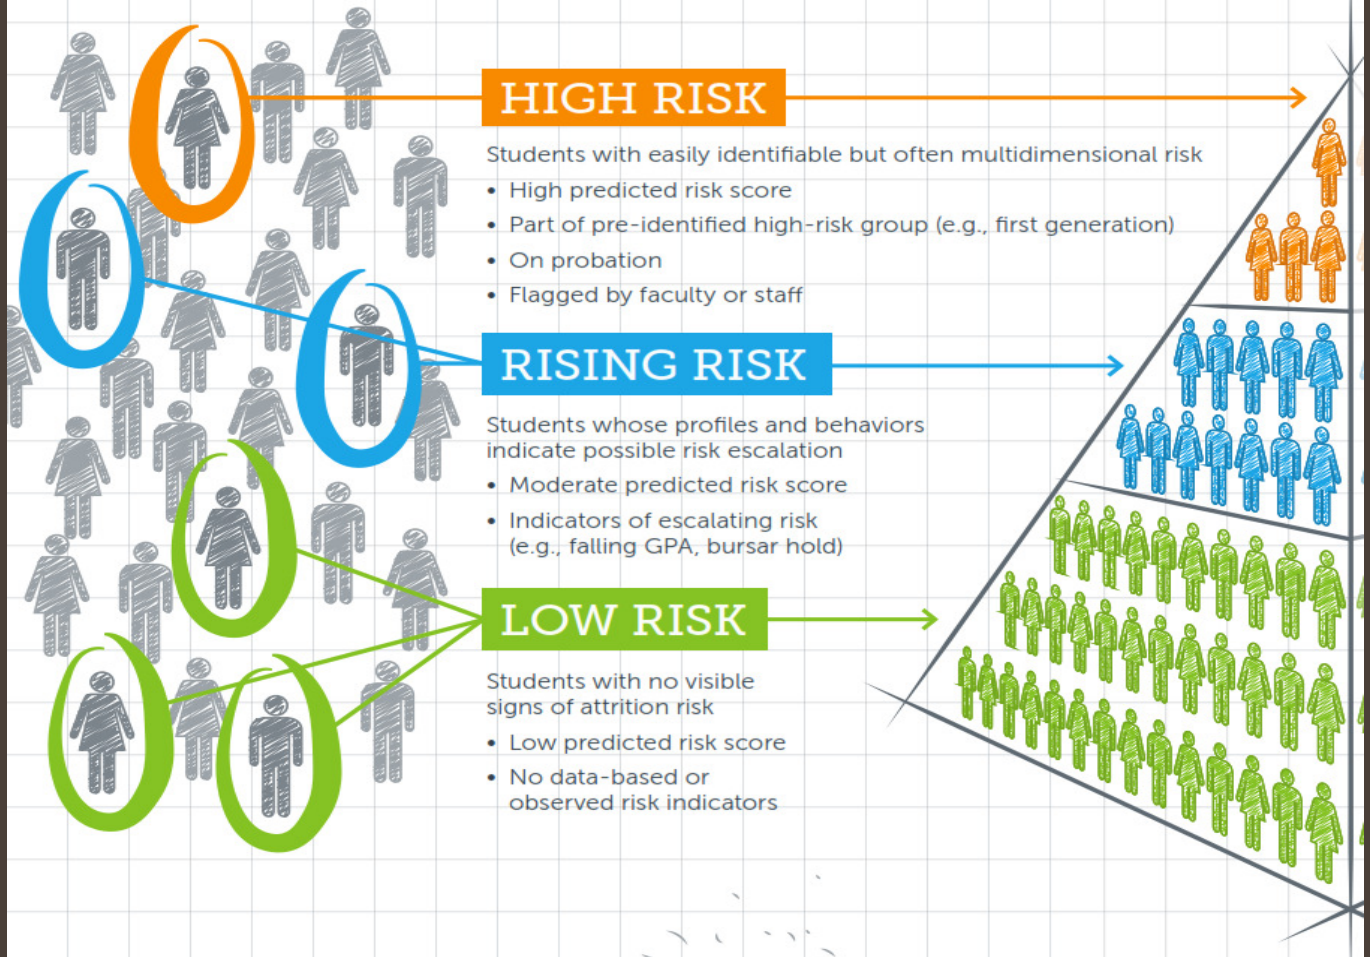 HIGH RISK
Students with easily identifiable but often multidimensional risk
• High predicted risk score
• Part of pre-identified high-risk group (e.g., first generation)
• On probation
• Flagged by faculty or staff
RISING RISK
Students whose profiles and behaviors
indicate possible risk escalation
• Moderate predicted risk score
• Indicators of escalating risk
(e.g., falling GPA, bursar hold)
LOW RISK
Students with no visible
signs of attrition risk
• Low predicted risk score
• No data-based or
observed risk indicators